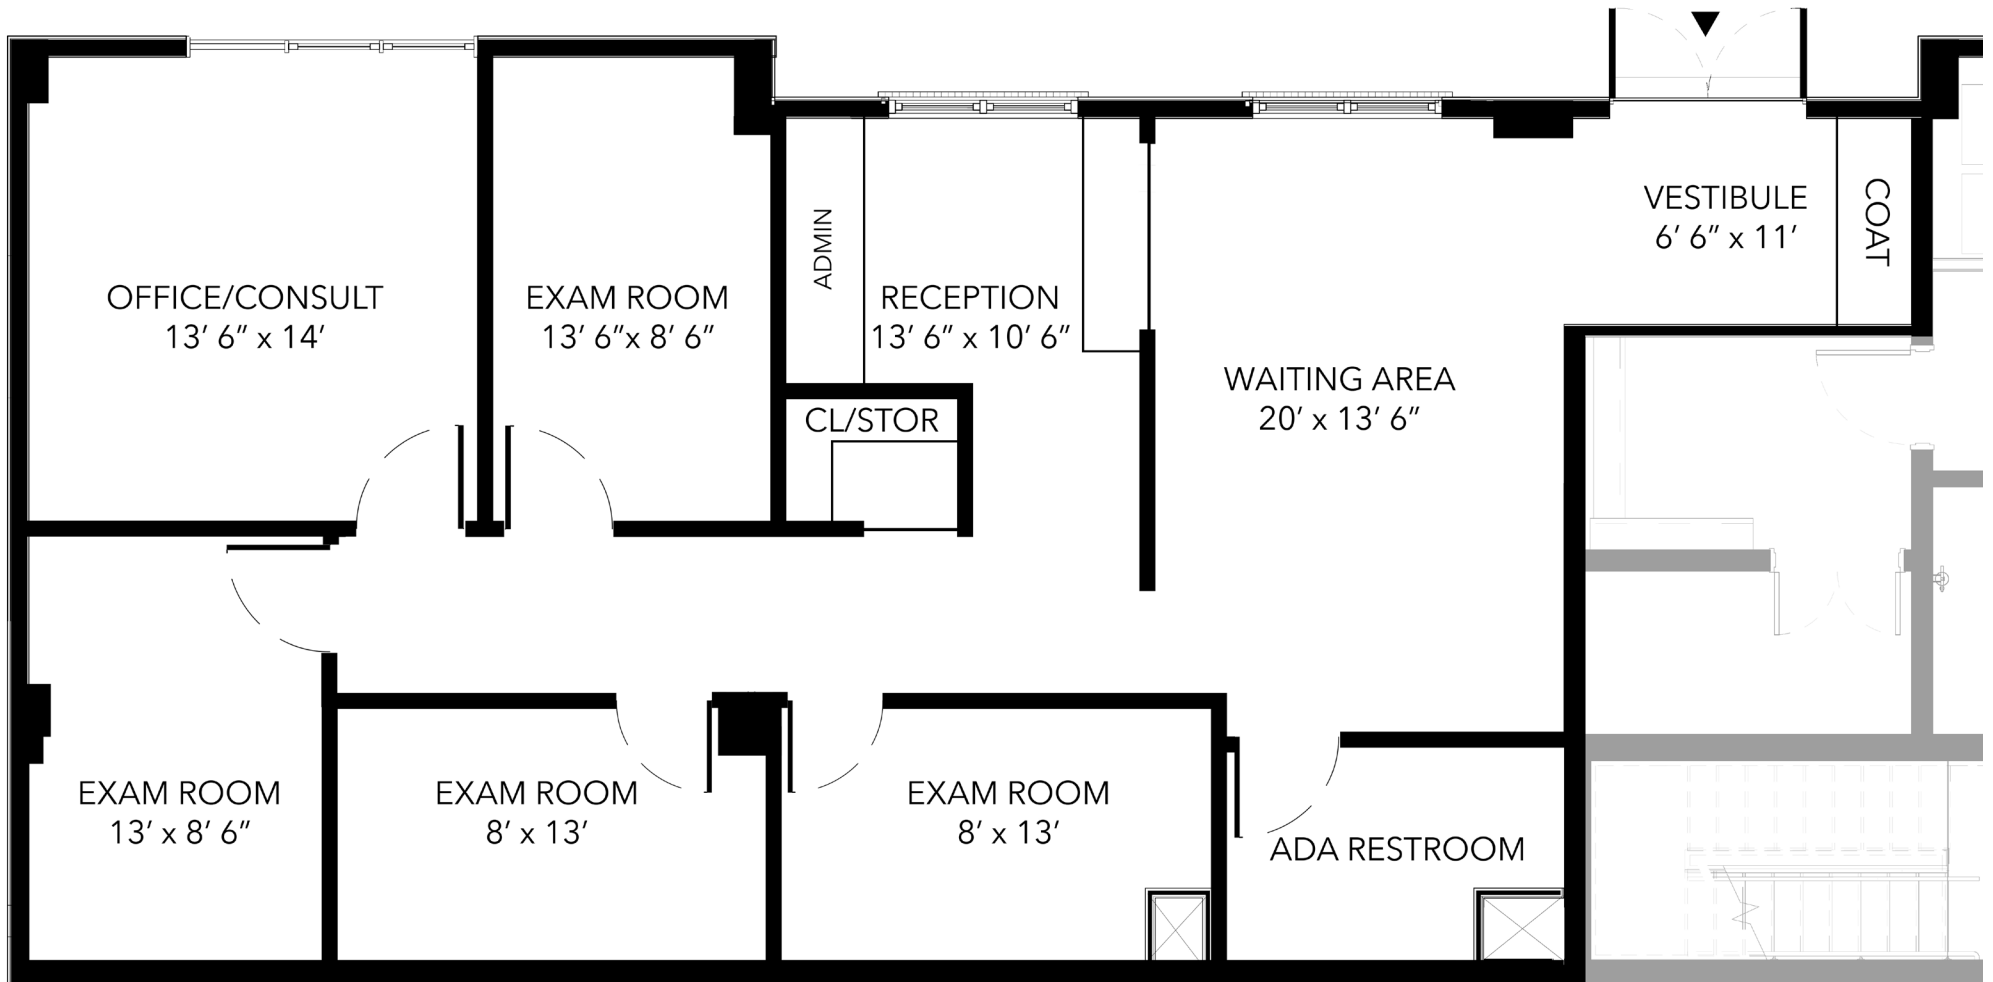 VESTIBULE
6′ 6″ x 11′
COAT
ADMIN
OFFICE/CONSULT
13′ 6″ x 14′
EXAM ROOM
13′ 6″x 8′ 6″
RECEPTION
13′ 6″ x 10′ 6″
WAITING AREA
20′ x 13′ 6″
CL/STOR
EXAM ROOM
13′ x 8′ 6″
EXAM ROOM
8′ x 13′
EXAM ROOM
8′ x 13′
ADA RESTROOM